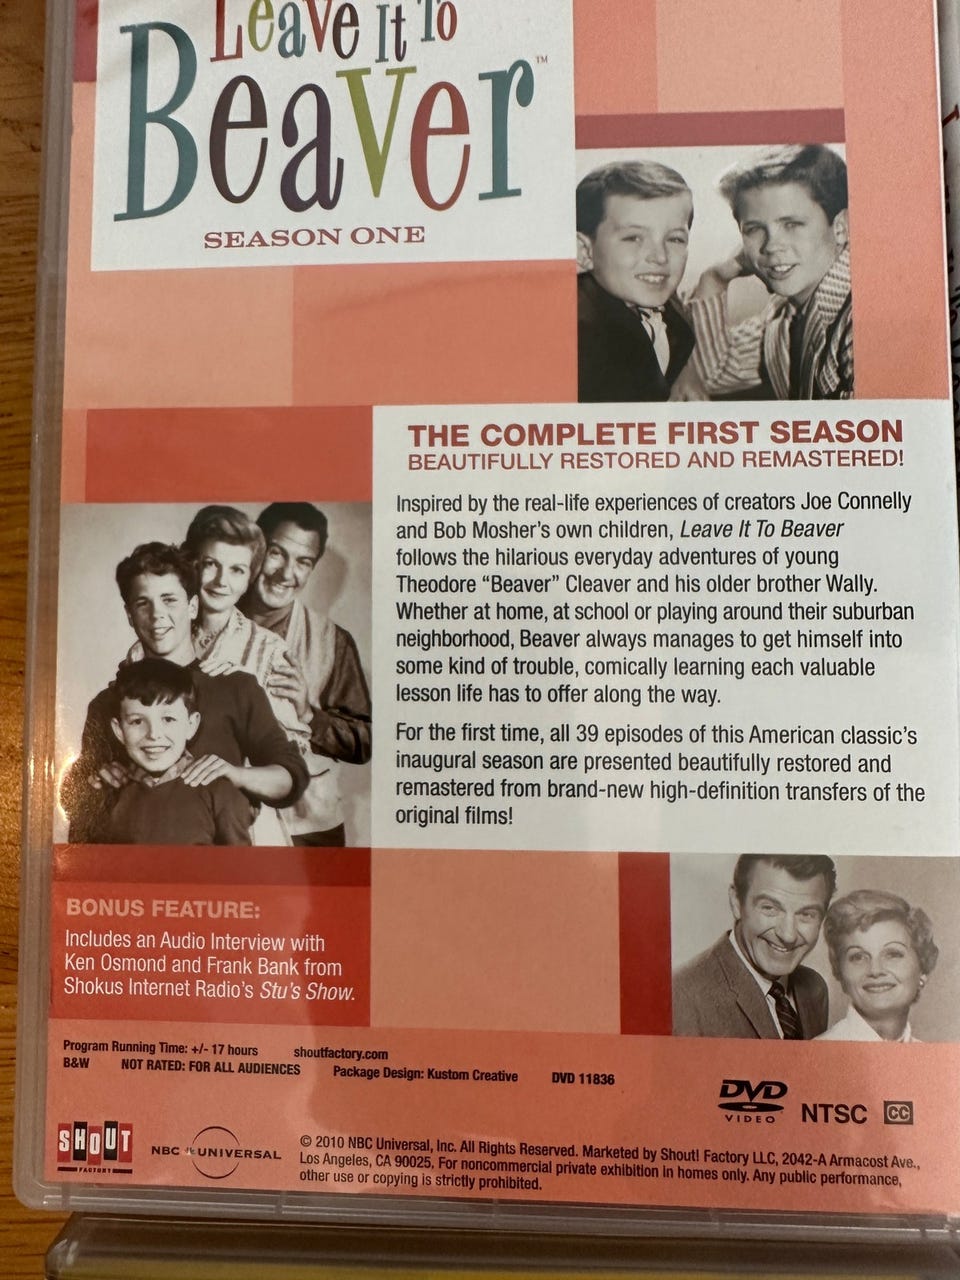 Leave It To
Beaver™
SEASON ONE
THE COMPLETE FIRST SEASON
BEAUTIFULLY RESTORED AND REMASTERED!
Inspired by the real-life experiences of creators Joe Connelly
and Bob Mosher's own children, Leave It To Beaver
follows the hilarious everyday adventures of young
Theodore “Beaver” Cleaver and his older brother Wally.
Whether at home, at school or playing around their suburban
neighborhood, Beaver always manages to get himself into
some kind of trouble, comically learning each valuable
lesson life has to offer along the way.
For the first time, all 39 episodes of this American classic's
inaugural season are presented beautifully restored and
remastered from brand-new high-definition transfers of the
original films!
BONUS FEATURE:
Includes an Audio Interview with
Ken Osmond and Frank Bank from
Shokus Internet Radio's Stu's Show.
Program Running Time: +/- 17 hours shoutfactory.com
B&W NOT RATED: FOR ALL AUDIENCES Package Design: Kustom Creative DVD 11836
DVD
VIDEO
NTSC
CC
SHOUT
FACTORY
NBC UNIVERSAL
© 2010 NBC Universal, Inc. All Rights Reserved. Marketed by Shout! Factory LLC, 2042-A Armacost Ave.,
Los Angeles, CA 90025, For noncommercial private exhibition in homes only. Any public performance,
other use or copying is strictly prohibited.